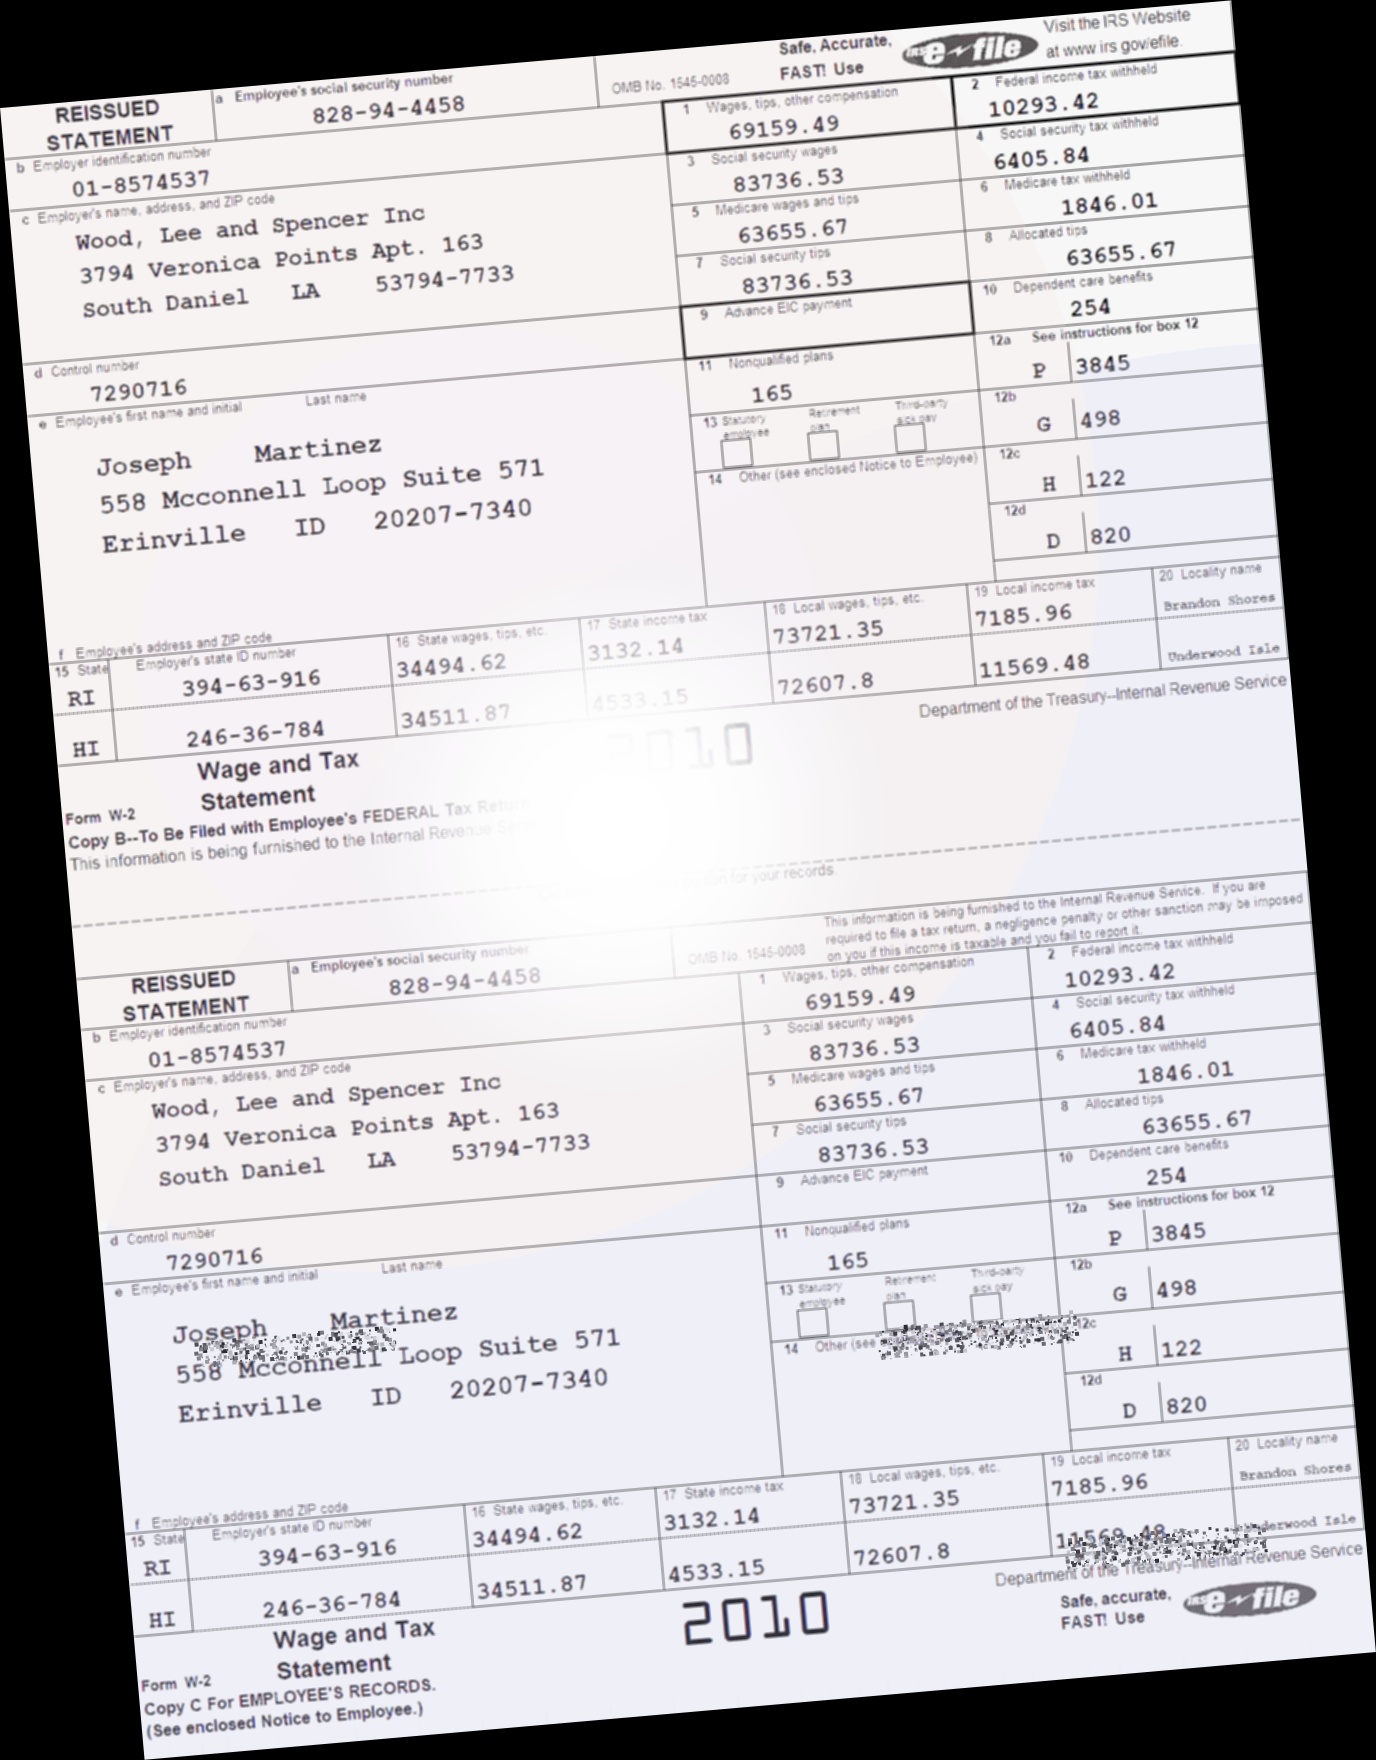 Safe, Accurate, FAST! Use IRS e-file Visit the IRS Website at www irs gov/efile.
REISSUED STATEMENT
a Employee's social security number
828-94-4458
OMB No. 1545-0008
1 Wages, tips, other compensation
69159.49
2 Federal income tax withheld
10293.42
b Employer identification number
01-8574537
3 Social security wages
83736.53
4 Social security tax withheld
6405.84
c Employer's name, address, and ZIP code
Wood, Lee and Spencer Inc
3794 Veronica Points Apt. 163
South Daniel LA 53794-7733
5 Medicare wages and tips
63655.67
6 Medicare tax withheld
1846.01
7 Social security tips
83736.53
8 Allocated tips
63655.67
9 Advance EIC payment
10 Dependent care benefits
254
d Control number
7290716
11 Nonqualified plans
165
12a See instructions for box 12
P 3845
e Employee's first name and initial Last name
Joseph Martinez
558 Mcconnell Loop Suite 571
Erinville ID 20207-7340
13 Statutory employee Retirement plan Third-party sick pay
12b
G 498
14 Other (see enclosed Notice to Employee)
12c
H 122
12d
D 820
f Employee's address and ZIP code
15 State Employer's state ID number
16 State wages, tips, etc.
17 State income tax
18 Local wages, tips, etc.
19 Local income tax
20 Locality name
RI 394-63-916 34494.62 3132.14 73721.35 7185.96 Brandon Shores
HI 246-36-784 34511.87 4533.15 72607.8 11569.48 Underwood Isle
Wage and Tax
Statement
Form W-2
2010
Department of the Treasury--Internal Revenue Service
Copy B--To Be Filed with Employee's FEDERAL Tax Return
This information is being furnished to the Internal Revenue
for your records.
This information is being furnished to the Internal Revenue Service. If you are
required to file a tax return, a negligence penalty or other sanction may be imposed
on you if this income is taxable and you fail to report it.
REISSUED STATEMENT
a Employee's social security number
828-94-4458
OMB No. 1545-0008
1 Wages, tips, other compensation
69159.49
2 Federal income tax withheld
10293.42
b Employer identification number
01-8574537
3 Social security wages
83736.53
4 Social security tax withheld
6405.84
c Employer's name, address, and ZIP code
Wood, Lee and Spencer Inc
3794 Veronica Points Apt. 163
South Daniel LA 53794-7733
5 Medicare wages and tips
63655.67
6 Medicare tax withheld
1846.01
7 Social security tips
83736.53
8 Allocated tips
63655.67
9 Advance EIC payment
10 Dependent care benefits
254
d Control number
7290716
11 Nonqualified plans
165
12a See instructions for box 12
P 3845
e Employee's first name and initial Last name
Joseph Martinez
558 Mcconnell Loop Suite 571
Erinville ID 20207-7340
13 Statutory employee Retirement plan Third-party sick pay
12b
G 498
14 Other (see
12c
H 122
12d
D 820
f Employee's address and ZIP code
15 State Employer's state ID number
16 State wages, tips, etc.
17 State income tax
18 Local wages, tips, etc.
19 Local income tax
20 Locality name
RI 394-63-916 34494.62 3132.14 73721.35 7185.96 Brandon Shores
HI 246-36-784 34511.87 4533.15 72607.8 11569.48 Underwood Isle
Wage and Tax
Statement
Form W-2
2010
Department of the Treasury--Internal Revenue Service
Safe, accurate,
FAST! Use IRS e-file
Copy C For EMPLOYEE'S RECORDS.
(See enclosed Notice to Employee.)